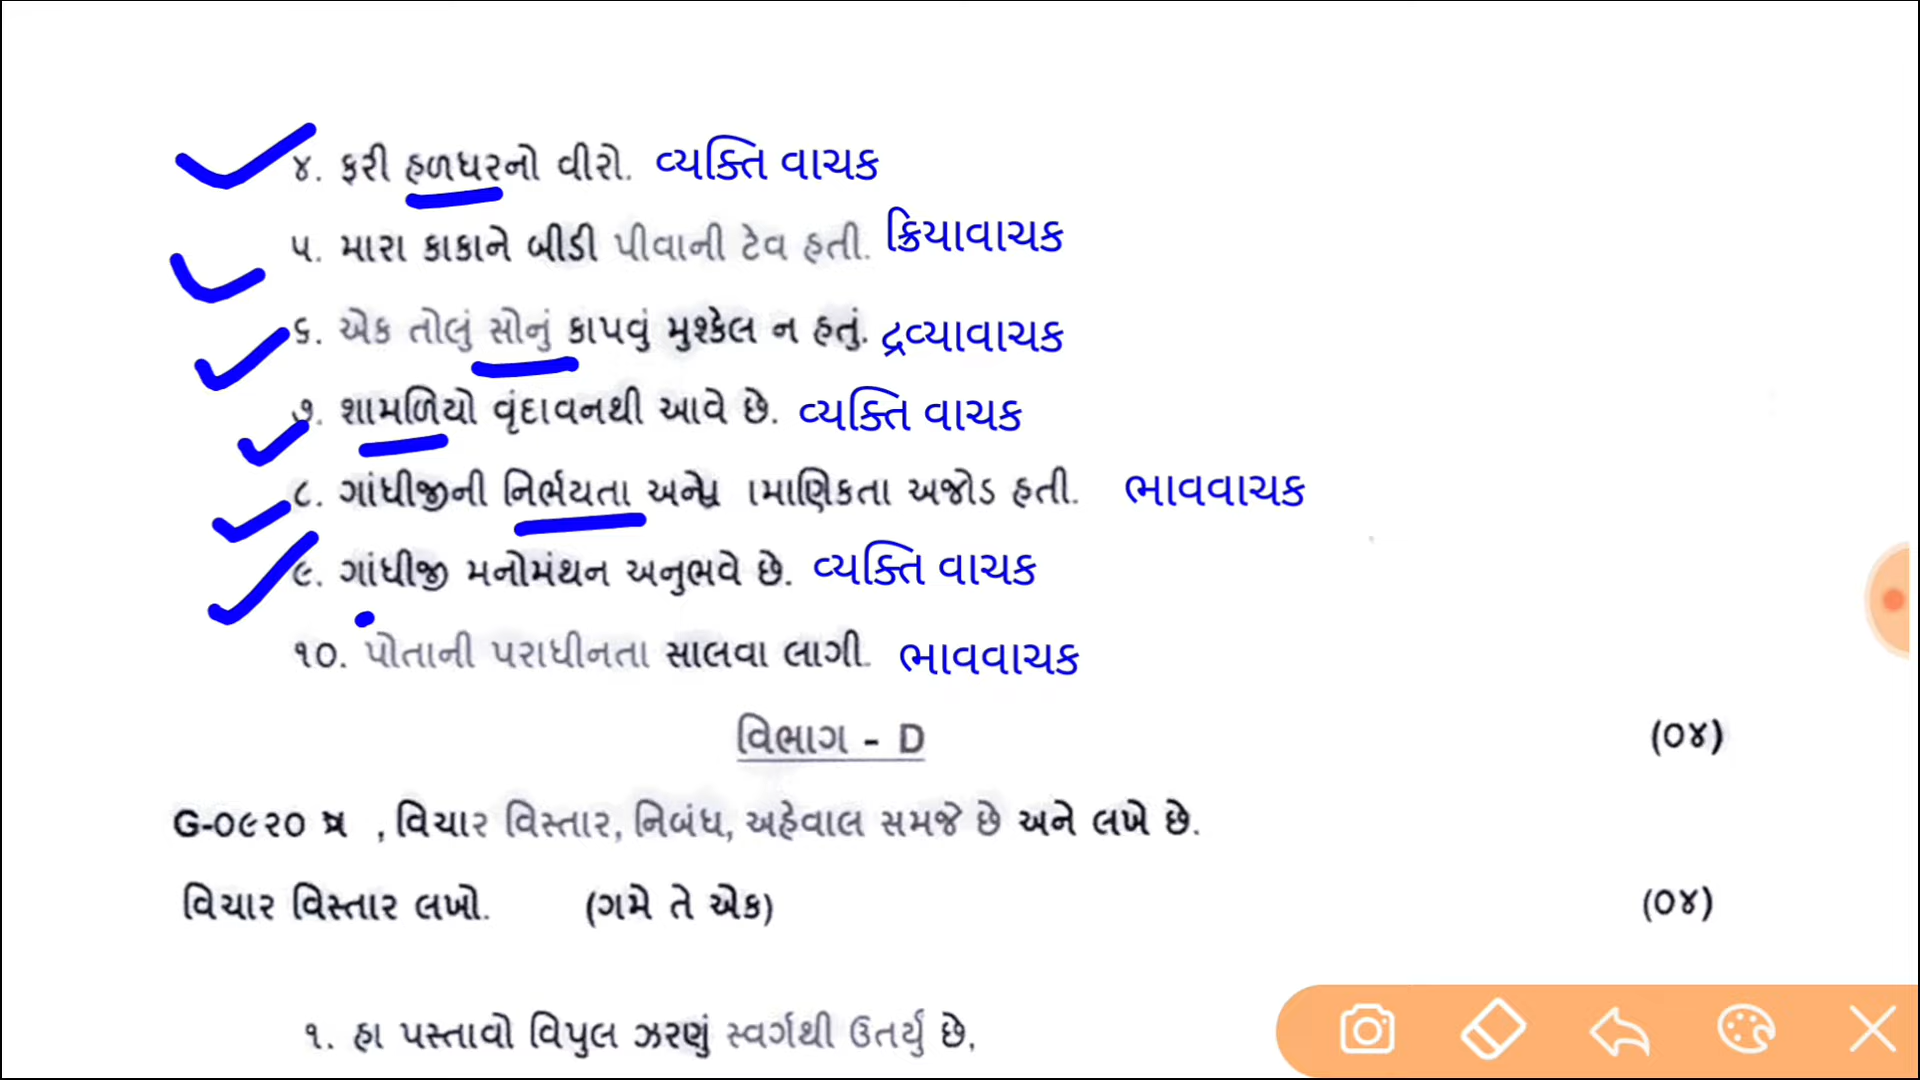 ૪. ફરી હળધરનો વીરો. વ્યક્તિ વાચક
૫. મારા કાકાને બીડી પીવાની ટેવ હતી. ક્રિયાવાચક
૬. એક તોલું સોનું કાપવું મુશ્કેલ ન હતું. દ્રવ્યાવાચક
૭. શામળિયો વૃંદાવનથી આવે છે. વ્યક્તિ વાચક
૮. ગાંધીજીની નિર્ભયતા અનેપ્ર ામાણિકતા અજોડ હતી. ભાવવાચક
૯. ગાંધીજી મનોમંથન અનુભવે છે. વ્યક્તિ વાચક
૧૦. પોતાની પરાધીનતા સાલવા લાગી. ભાવવાચક
વિભાગ - D (૦૪)
G-૦૯૨૦ , વિચાર વિસ્તાર, નિબંધ, અહેવાલ સમજે છે અને લખે છે.
વિચાર વિસ્તાર લખો. (ગમે તે એક) (૦૪)
૧. હા પસ્તાવો વિપુલ ઝરણું સ્વર્ગથી ઉતર્યું છે,